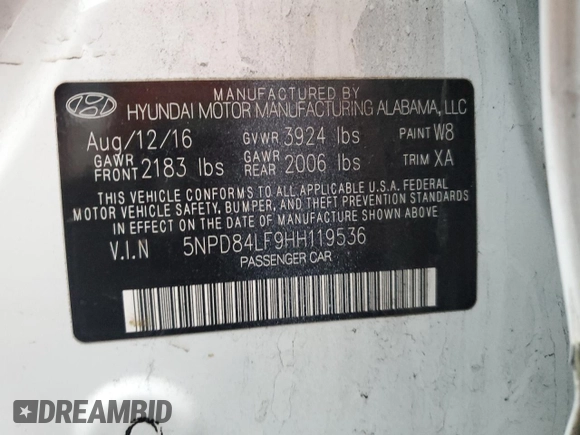 MANUFACTURED BY
HYUNDAI MOTOR MANUFACTURING ALABAMA, LLC
Aug/12/16 GVWR 3924 lbs PAINT W8
GAWR FRONT 2183 lbs GAWR REAR 2006 lbs TRIM XA
THIS VEHICLE CONFORMS TO ALL APPLICABLE U.S.A. FEDERAL
MOTOR VEHICLE SAFETY, BUMPER, AND THEFT PREVENTION STANDARDS
IN EFFECT ON THE DATE OF MANUFACTURE SHOWN ABOVE.
V.I.N 5NPD84LF9HH119536
PASSENGER CAR
DREAMBID